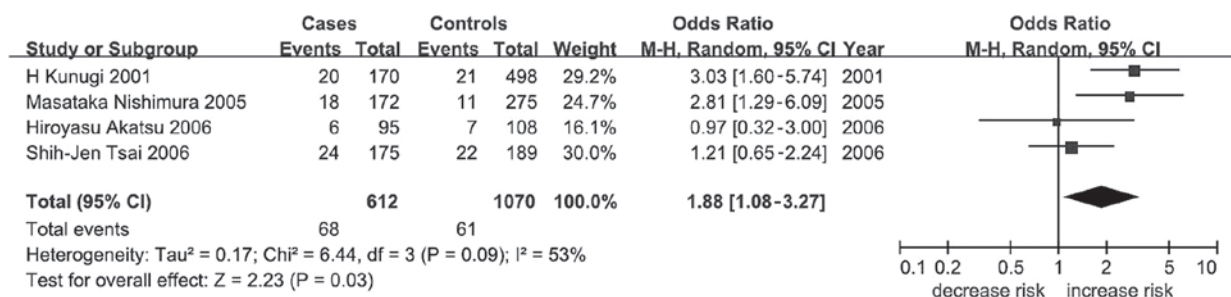 Cases Controls Odds Ratio Odds Ratio
Study or Subgroup Events Total Events Total Weight M-H, Random, 95% CI Year M-H, Random, 95% CI
H Kunugi 2001 20 170 21 498 29.2% 3.03 [1.60-5.74] 2001
Masataka Nishimura 2005 18 172 11 275 24.7% 2.81 [1.29-6.09] 2005
Hiroyasu Akatsu 2006 6 95 7 108 16.1% 0.97 [0.32-3.00] 2006
Shih-Jen Tsai 2006 24 175 22 189 30.0% 1.21 [0.65-2.24] 2006
Total (95% CI) 612 1070 100.0% 1.88 [1.08-3.27]
Total events 68 61
Heterogeneity: Tau² = 0.17; Chi² = 6.44, df = 3 (P = 0.09); I² = 53%
Test for overall effect: Z = 2.23 (P = 0.03)
0.1 0.2 0.5 1 2 5 10
decrease risk increase risk